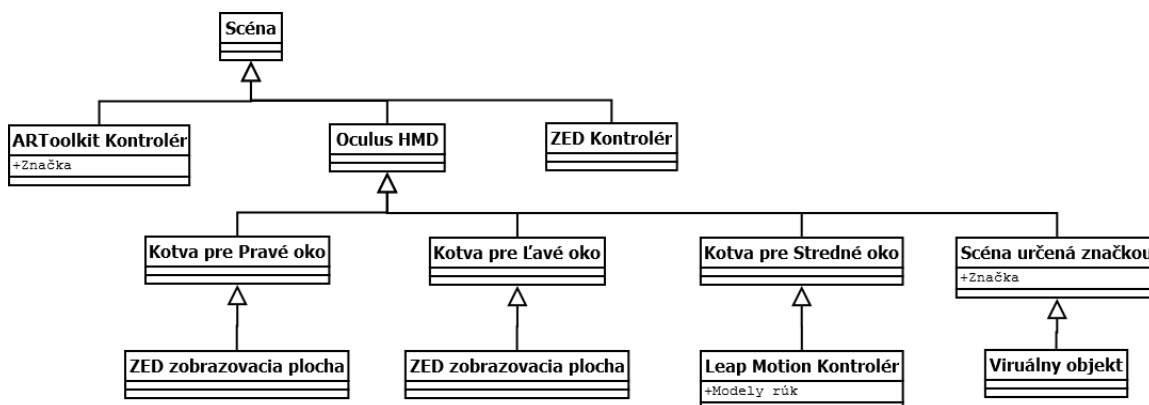 Scéna
ARToolkit Kontrolér
+Značka
Oculus HMD
ZED Kontrolér
Kotva pre Pravé oko
Kotva pre Ľavé oko
Kotva pre Stredné oko
Scéna určená značkou
+Značka
ZED zobrazovacia plocha
ZED zobrazovacia plocha
Leap Motion Kontrolér
+Modely rúk
Viruálny objekt